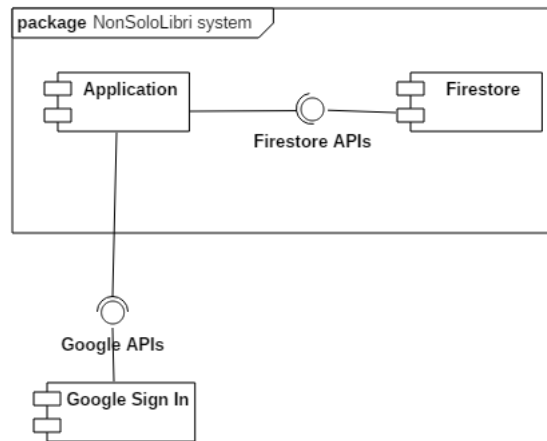 package NonSoloLibri system
Application
Firestore
Firestore APIs
Google APIs
Google Sign In